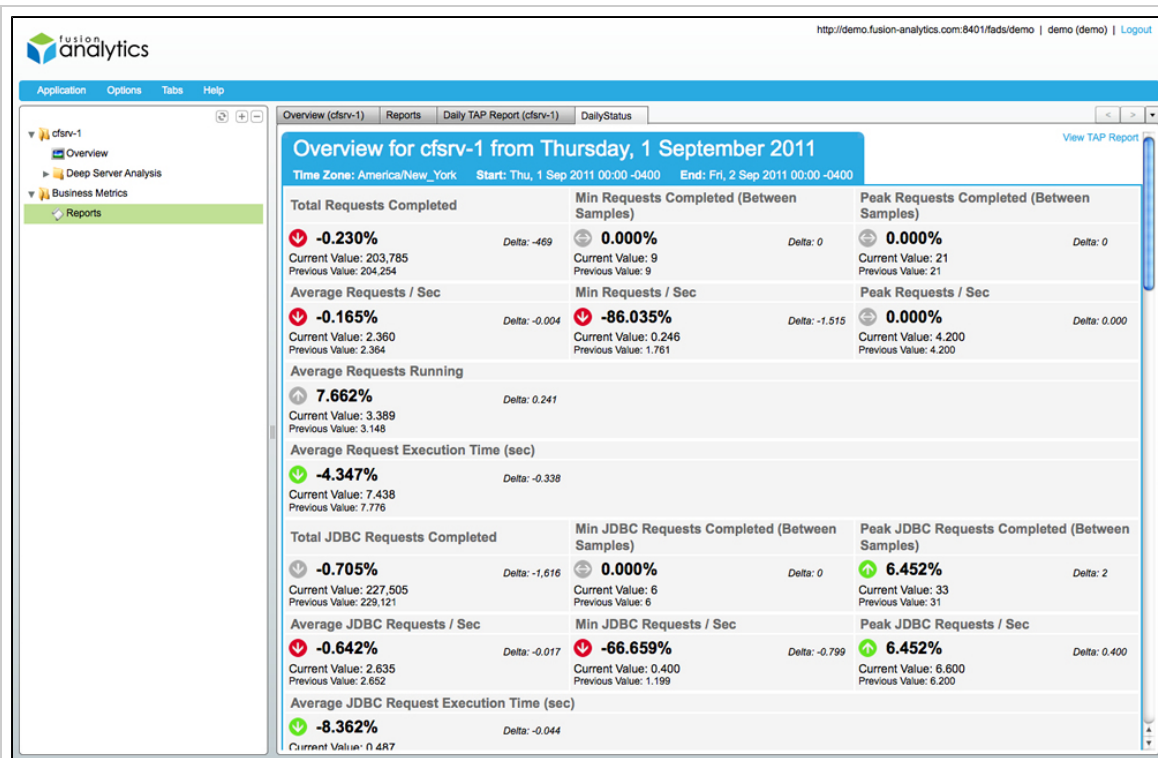 fusion
analytics
http://demo.fusion-analytics.com:8401/fads/demo | demo (demo) | Logout
Application Options Tabs Help
cfsrv-1
Overview
Deep Server Analysis
Business Metrics
Reports
Overview (cfsrv-1) Reports Daily TAP Report (cfsrv-1) DailyStatus < >
View TAP Report
Overview for cfsrv-1 from Thursday, 1 September 2011
Time Zone: America/New_York Start: Thu, 1 Sep 2011 00:00 -0400 End: Fri, 2 Sep 2011 00:00 -0400
Total Requests Completed
-0.230% Delta: -469
Current Value: 203,785
Previous Value: 204,254
Min Requests Completed (Between
Samples)
0.000% Delta: 0
Current Value: 9
Previous Value: 9
Peak Requests Completed (Between
Samples)
0.000% Delta: 0
Current Value: 21
Previous Value: 21
Average Requests / Sec
-0.165% Delta: -0.004
Current Value: 2.360
Previous Value: 2.364
Min Requests / Sec
-86.035% Delta: -1.515
Current Value: 0.246
Previous Value: 1.761
Peak Requests / Sec
0.000% Delta: 0.000
Current Value: 4.200
Previous Value: 4.200
Average Requests Running
7.662% Delta: 0.241
Current Value: 3.389
Previous Value: 3.148
Average Request Execution Time (sec)
-4.347% Delta: -0.338
Current Value: 7.438
Previous Value: 7.776
Total JDBC Requests Completed
-0.705% Delta: -1,616
Current Value: 227,505
Previous Value: 229,121
Min JDBC Requests Completed (Between
Samples)
0.000% Delta: 0
Current Value: 6
Previous Value: 6
Peak JDBC Requests Completed (Between
Samples)
6.452% Delta: 2
Current Value: 33
Previous Value: 31
Average JDBC Requests / Sec
-0.642% Delta: -0.017
Current Value: 2.635
Previous Value: 2.652
Min JDBC Requests / Sec
-66.659% Delta: -0.799
Current Value: 0.400
Previous Value: 1.199
Peak JDBC Requests / Sec
6.452% Delta: 0.400
Current Value: 6.600
Previous Value: 6.200
Average JDBC Request Execution Time (sec)
-8.362% Delta: -0.044
Current Value: 0.487